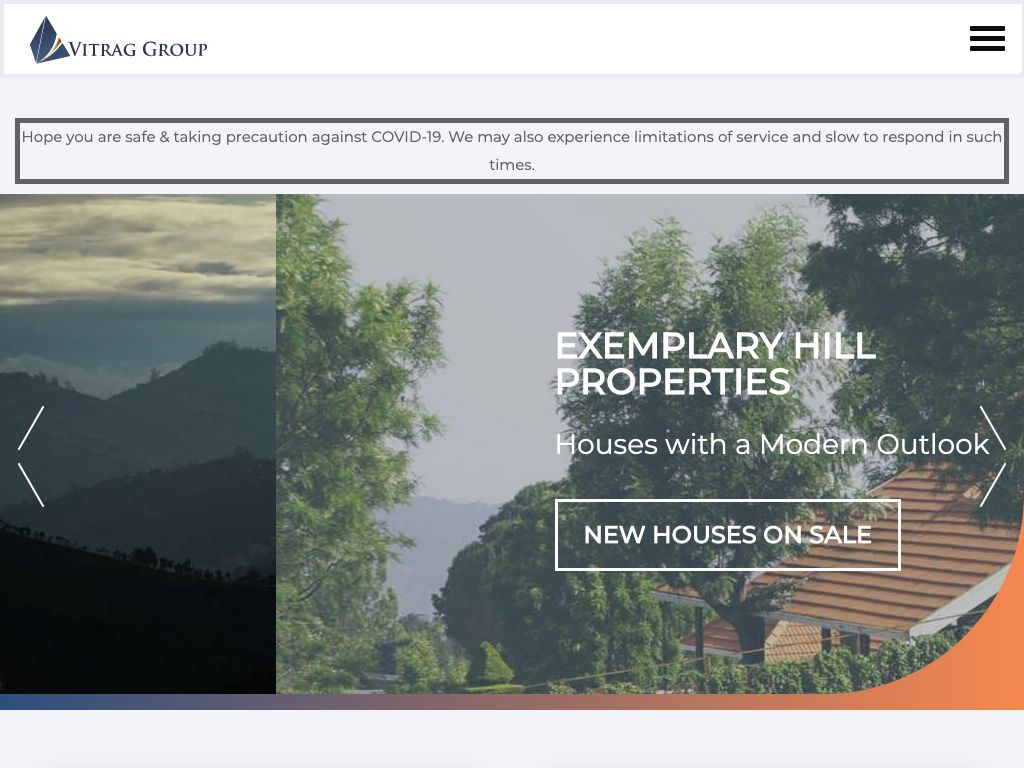 VITRAG GROUP
Hope you are safe & taking precaution against COVID-19. We may also experience limitations of service and slow to respond in such
times.
EXEMPLARY HILL
PROPERTIES
Houses with a Modern Outlook
NEW HOUSES ON SALE